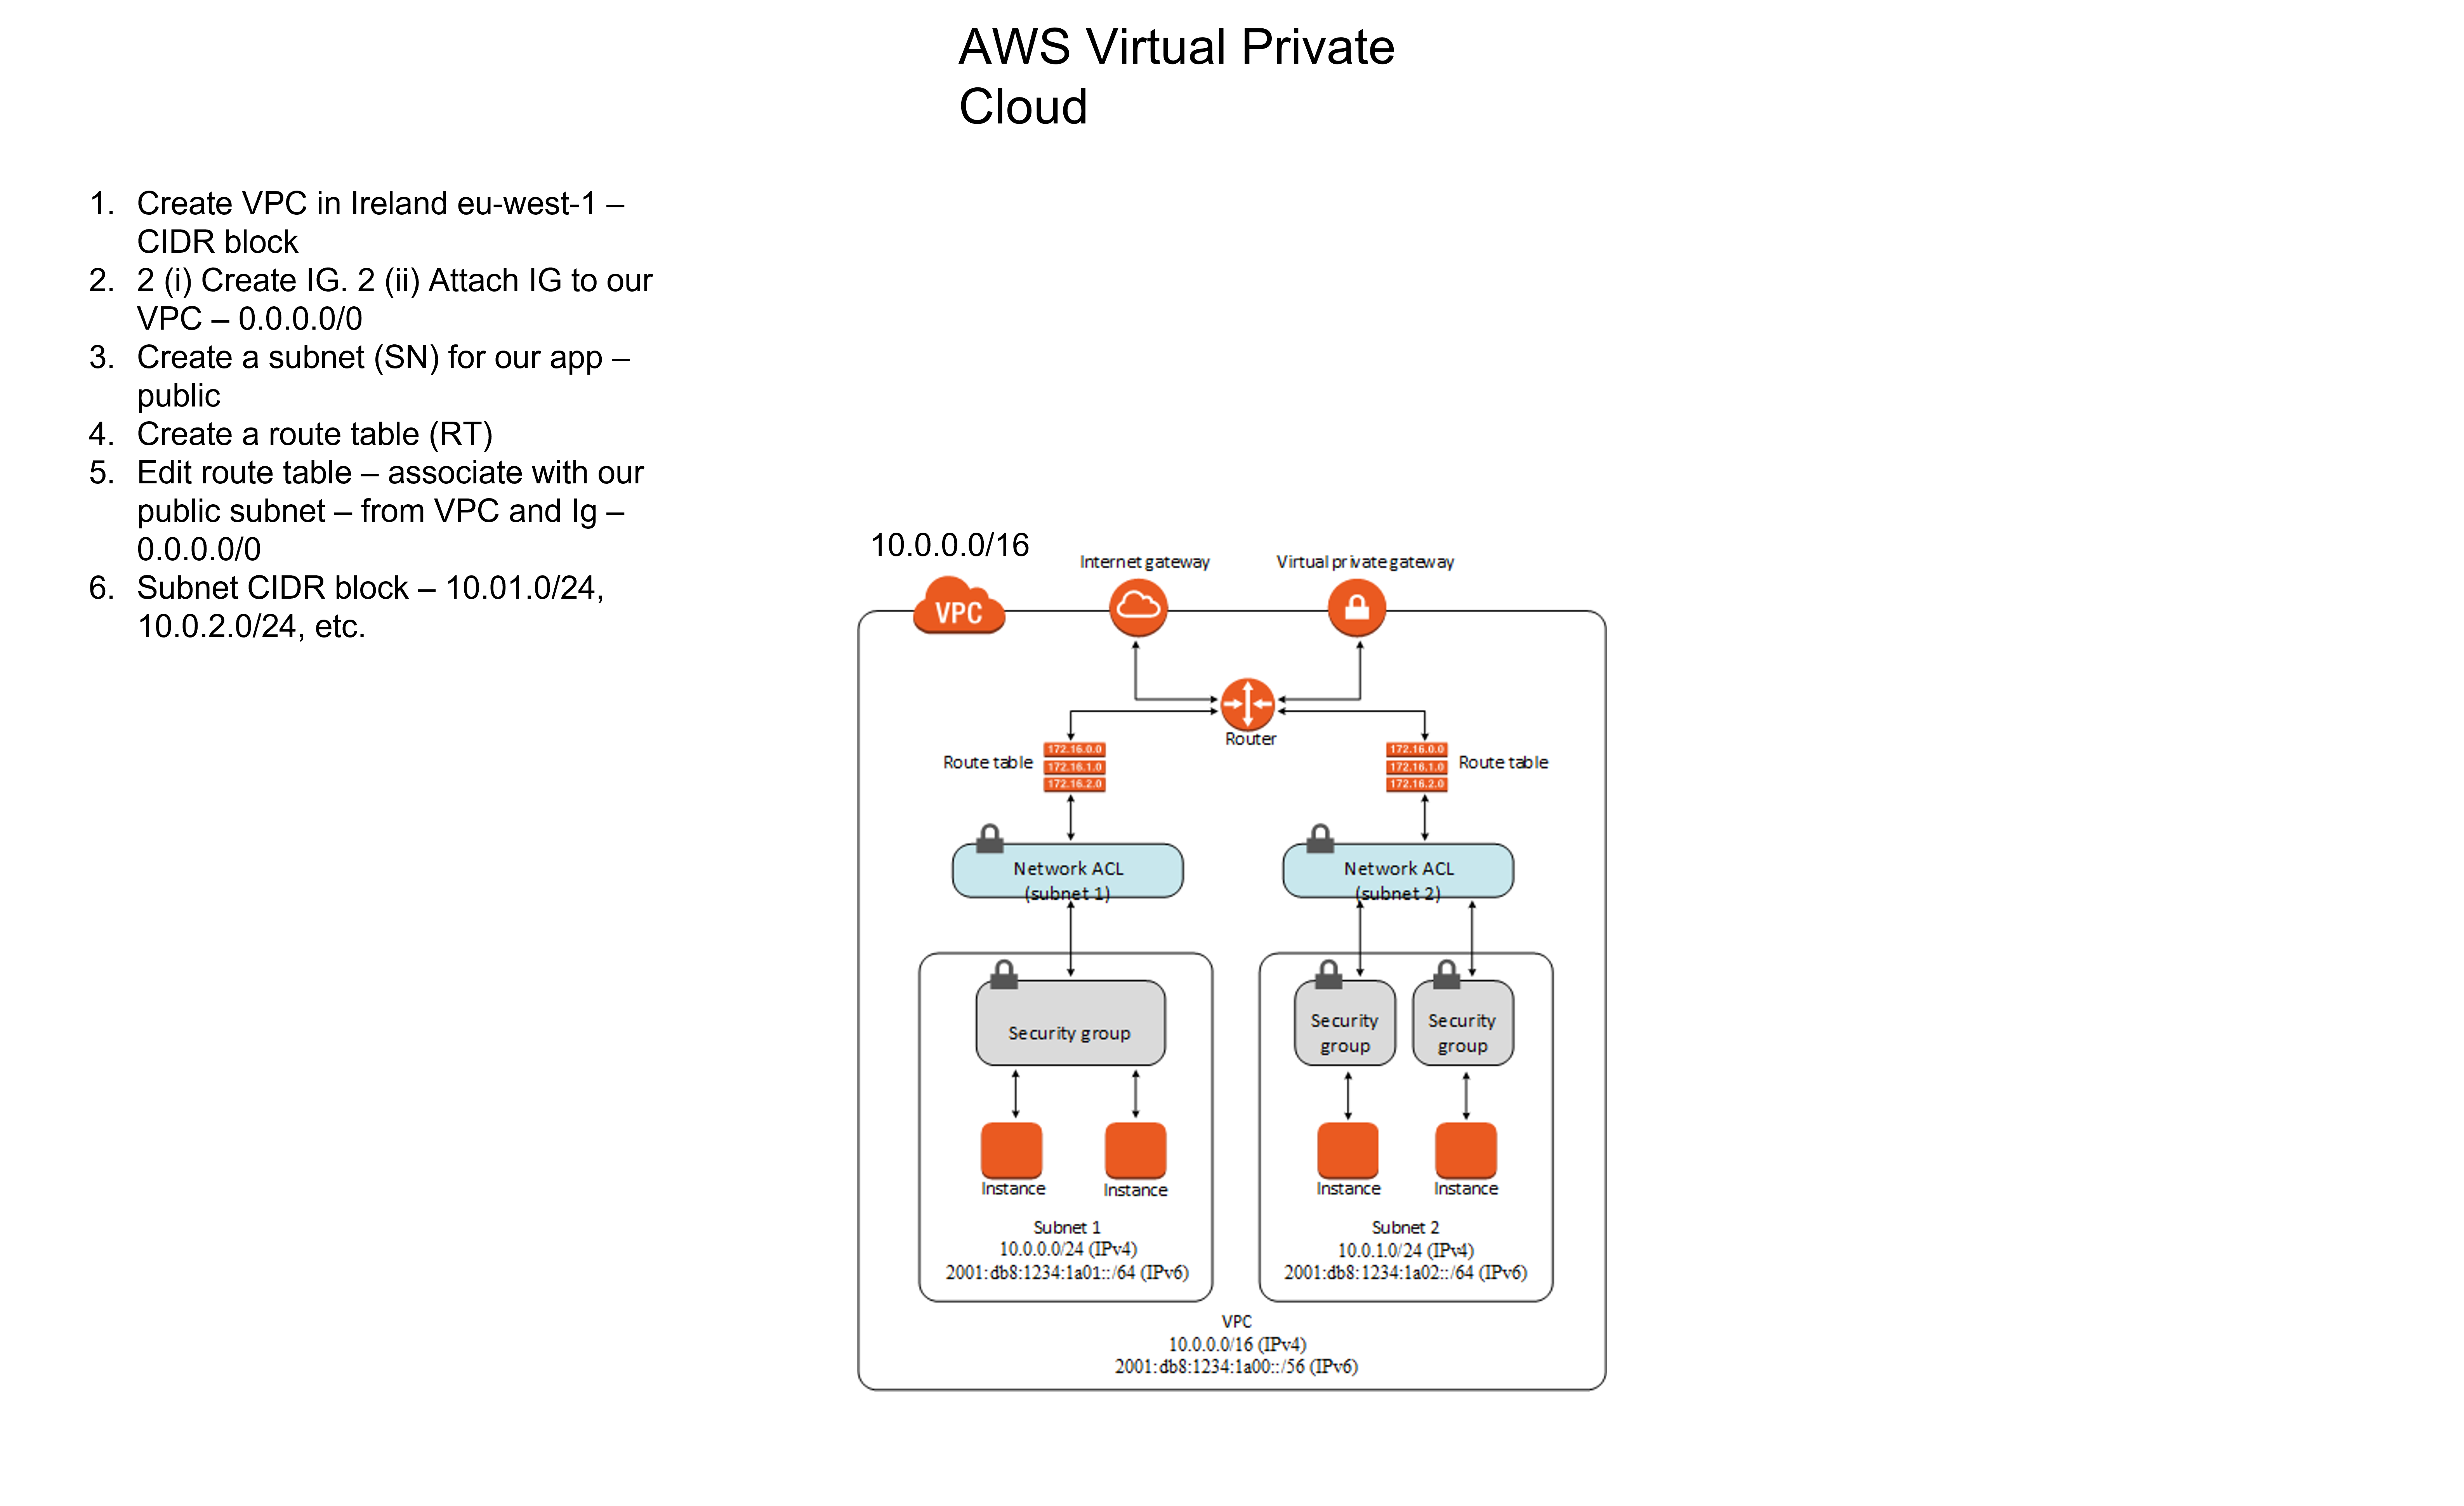 AWS Virtual Private
Cloud
1. Create VPC in Ireland eu-west-1 –
CIDR block
2. 2 (i) Create IG. 2 (ii) Attach IG to our
VPC – 0.0.0.0/0
3. Create a subnet (SN) for our app –
public
4. Create a route table (RT)
5. Edit route table – associate with our
public subnet – from VPC and Ig –
0.0.0.0/0
6. Subnet CIDR block – 10.01.0/24,
10.0.2.0/24, etc.
10.0.0.0/16
Internet gateway
Virtual private gateway
VPC
Router
Route table
172.16.0.0
172.16.1.0
172.16.2.0
172.16.0.0
172.16.1.0
172.16.2.0
Route table
Network ACL
(subnet 1)
Network ACL
(subnet 2)
Security group
Security
group
Security
group
Instance
Instance
Instance
Instance
Subnet 1
10.0.0.0/24 (IPv4)
2001:db8:1234:1a01::/64 (IPv6)
Subnet 2
10.0.1.0/24 (IPv4)
2001:db8:1234:1a02::/64 (IPv6)
VPC
10.0.0.0/16 (IPv4)
2001:db8:1234:1a00::/56 (IPv6)